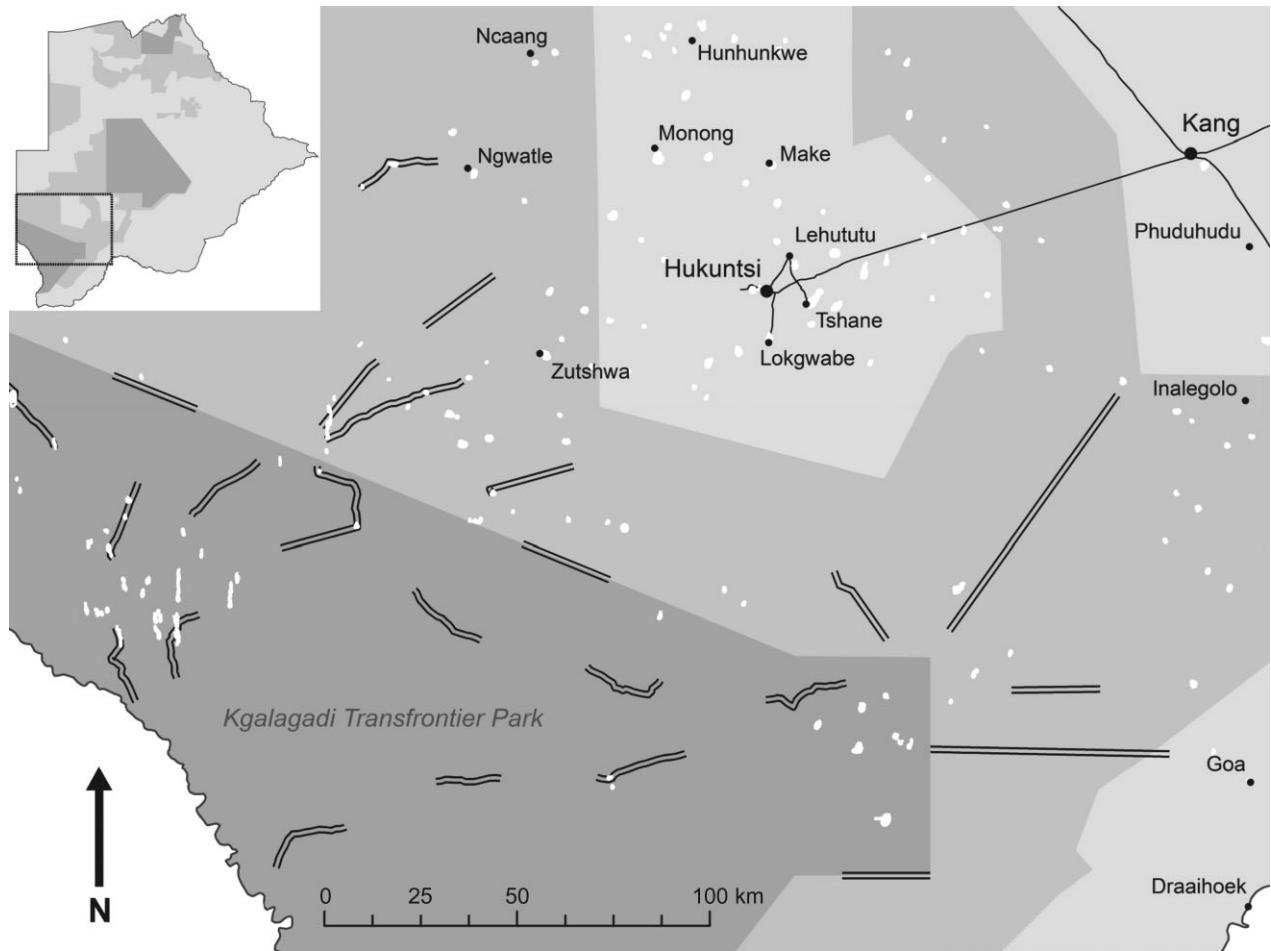 Ncaang
Hunhunkwe
Kang
Monong
Make
Ngwatle
Lehututu
Phuduhudu
Hukuntsi
Tshane
Lokgwabe
Zutshwa
Inalegolo
Kgalagadi Transfrontier Park
Goa
N
0 25 50 100 km
Draaihoek